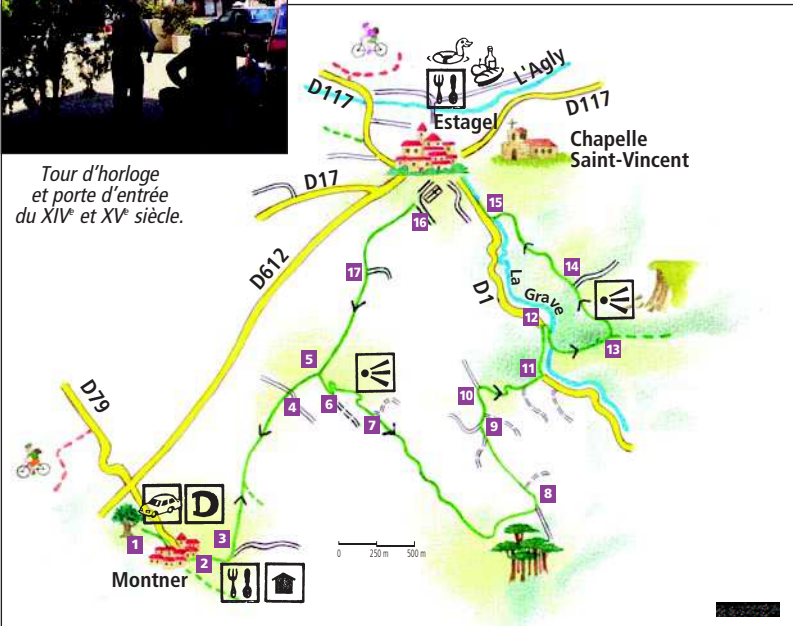 Tour d'horloge
et porte d'entrée
du XIVe et XVe siècle.
D117
L'Agly
D117
Estagel
Chapelle
Saint-Vincent
D17
16
15
D612
17
14
La Grave
D1
12
13
5
11
D79
4
6
10
7
9
8
D
1
3
2
0 250 m 500 m
Montner